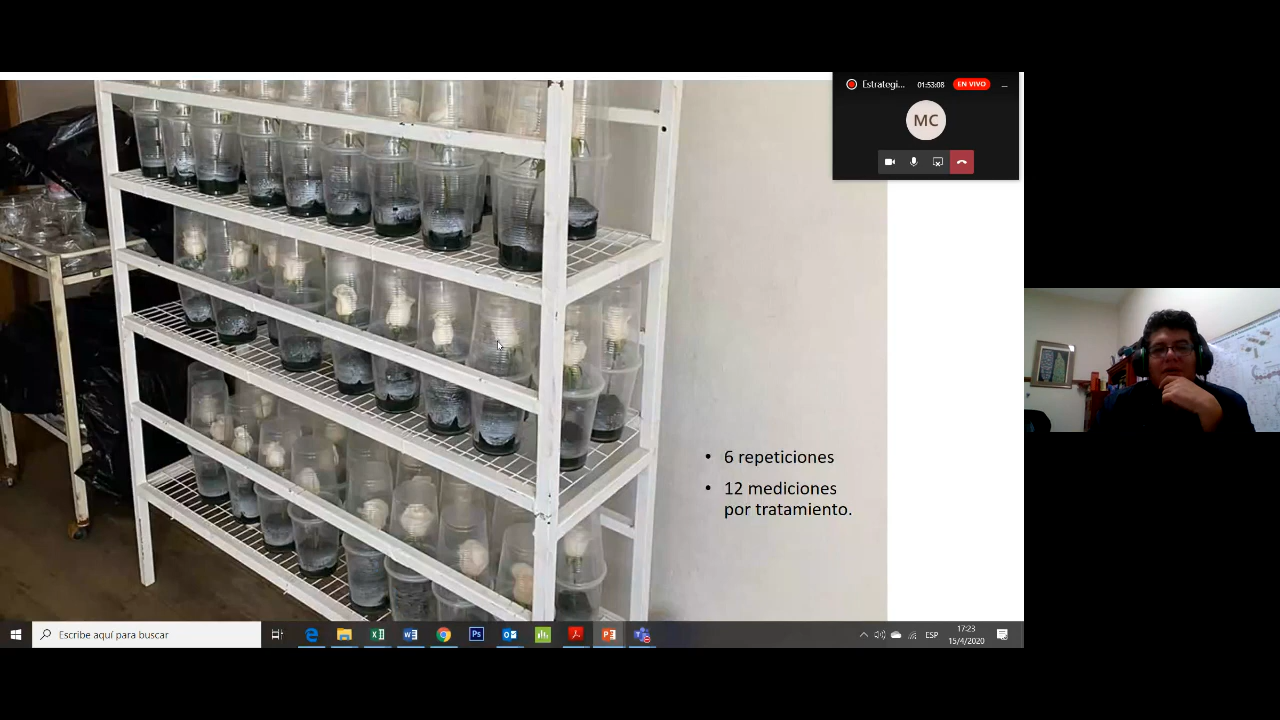 Estrategi...
01:53:08
EN VIVO
MC
• 6 repeticiones
• 12 mediciones
por tratamiento.
Escribe aquí para buscar
Ps
ESP
17:23
15/4/2020